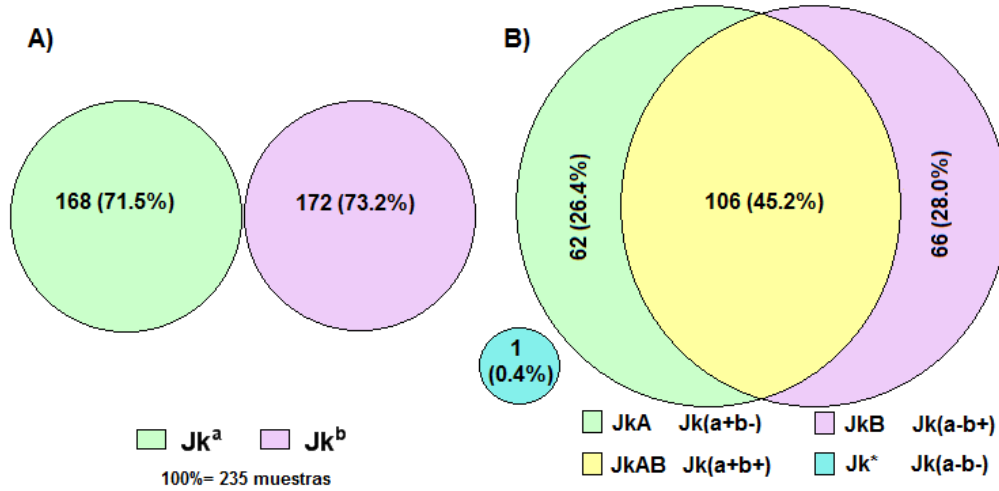 A)
168 (71.5%)
172 (73.2%)
Jkᵃ
Jkᵇ
100%= 235 muestras
B)
62 (26.4%)
106 (45.2%)
66 (28.0%)
1
(0.4%)
JkA Jk(a+b-)
JkB Jk(a-b+)
JkAB Jk(a+b+)
Jk* Jk(a-b-)